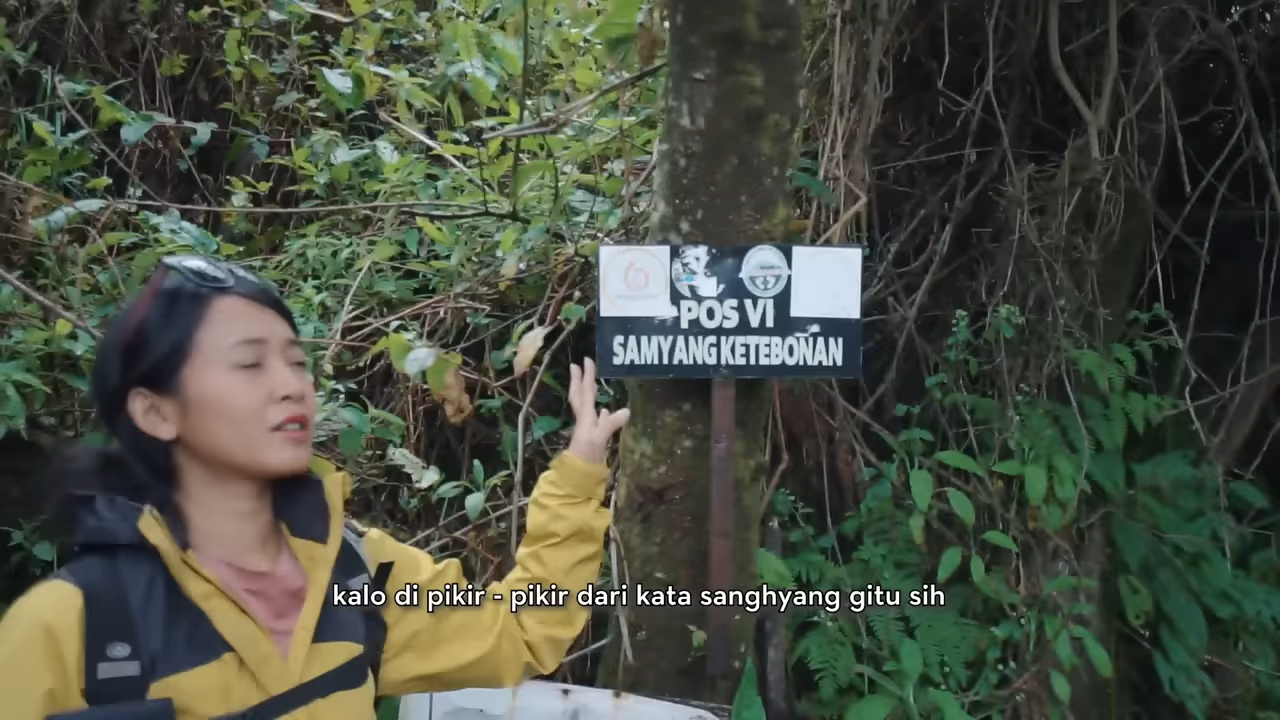 POS VI
SAMYANG KETEBONAN
kalo di pikir - pikir dari kata sanghyang gitu sih